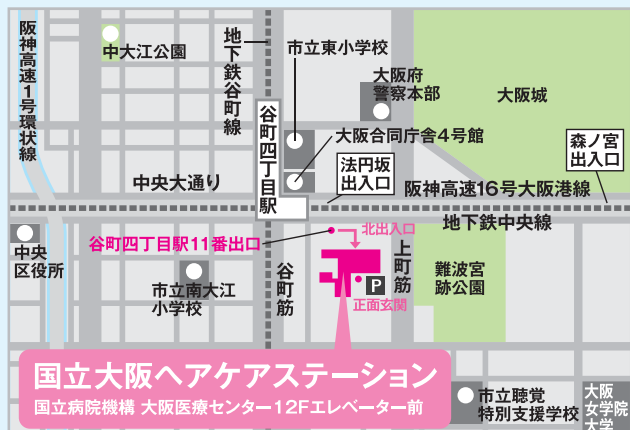 阪神高速1号環状線
中大江公園
地下鉄谷町線
市立東小学校
大阪府
警察本部
大阪城
谷町四丁目駅
大阪合同庁舎4号館
森ノ宮
出入口
法円坂
出入口
中央大通り
阪神高速16号大阪港線
地下鉄中央線
北出入口
谷町四丁目駅11番出口
中央
区役所
市立南大江
小学校
谷町筋
上町筋
難波宮
跡公園
P
正面玄関
国立大阪ヘアケアステーション
国立病院機構 大阪医療センター12Fエレベーター前
市立聴覚
特別支援学校
大阪
女学院
大学